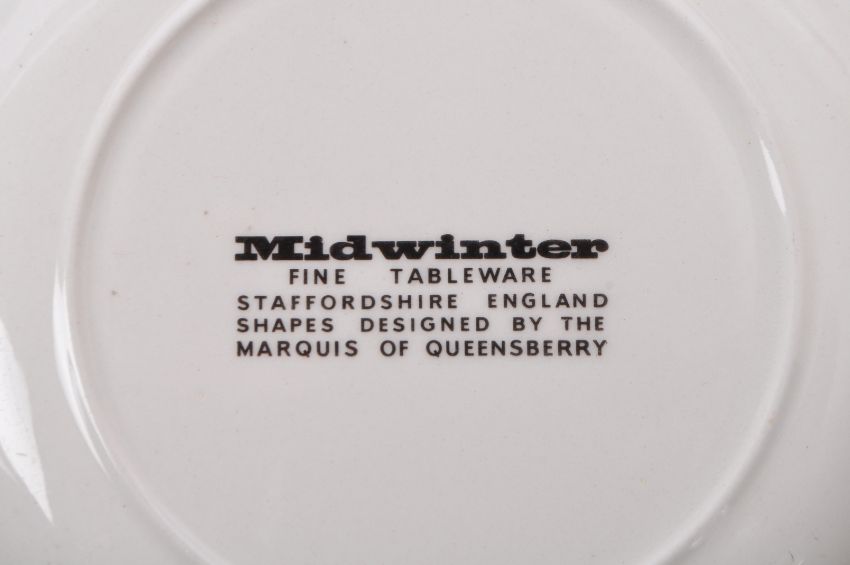 Midwinter
FINE TABLEWARE
STAFFORDSHIRE ENGLAND
SHAPES DESIGNED BY THE
MARQUIS OF QUEENSBERRY